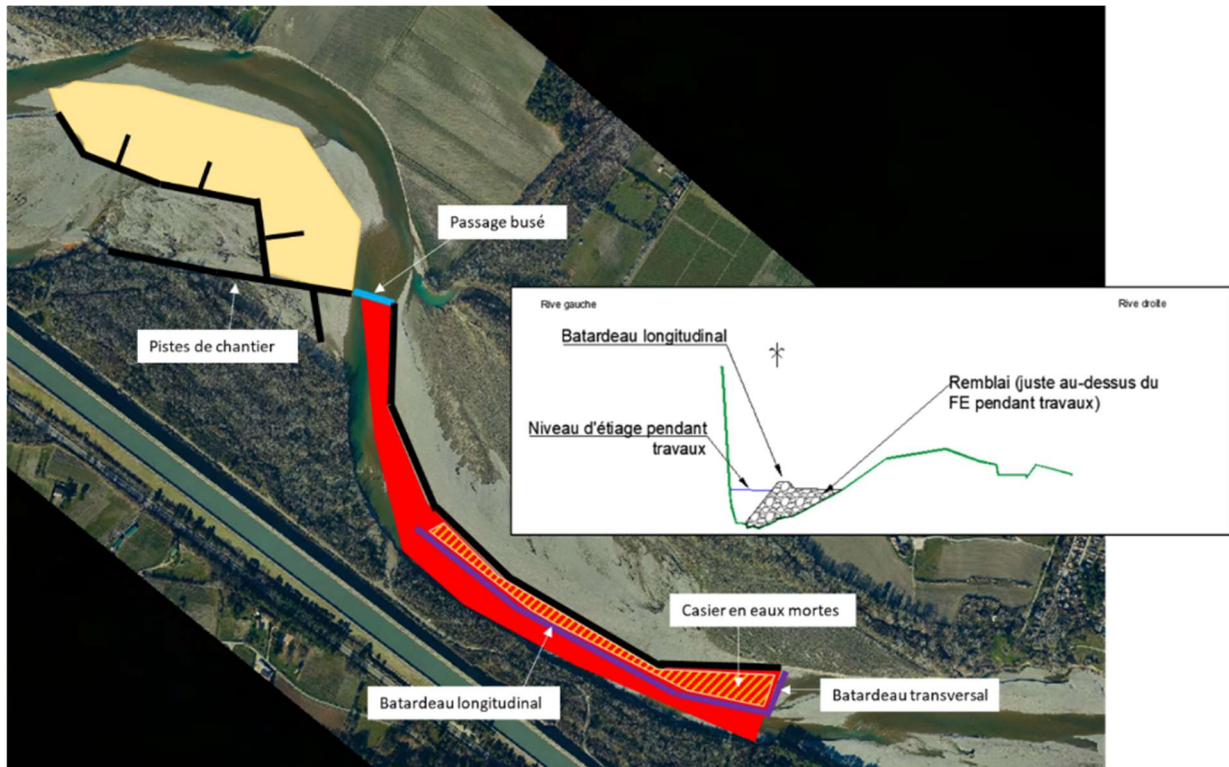 Passage busé
Pistes de chantier
Rive gauche
Rive droite
Batardeau longitudinal
Remblai (juste au-dessus du
FE pendant travaux)
Niveau d'étiage pendant
travaux
Casier en eaux mortes
Batardeau longitudinal
Batardeau transversal